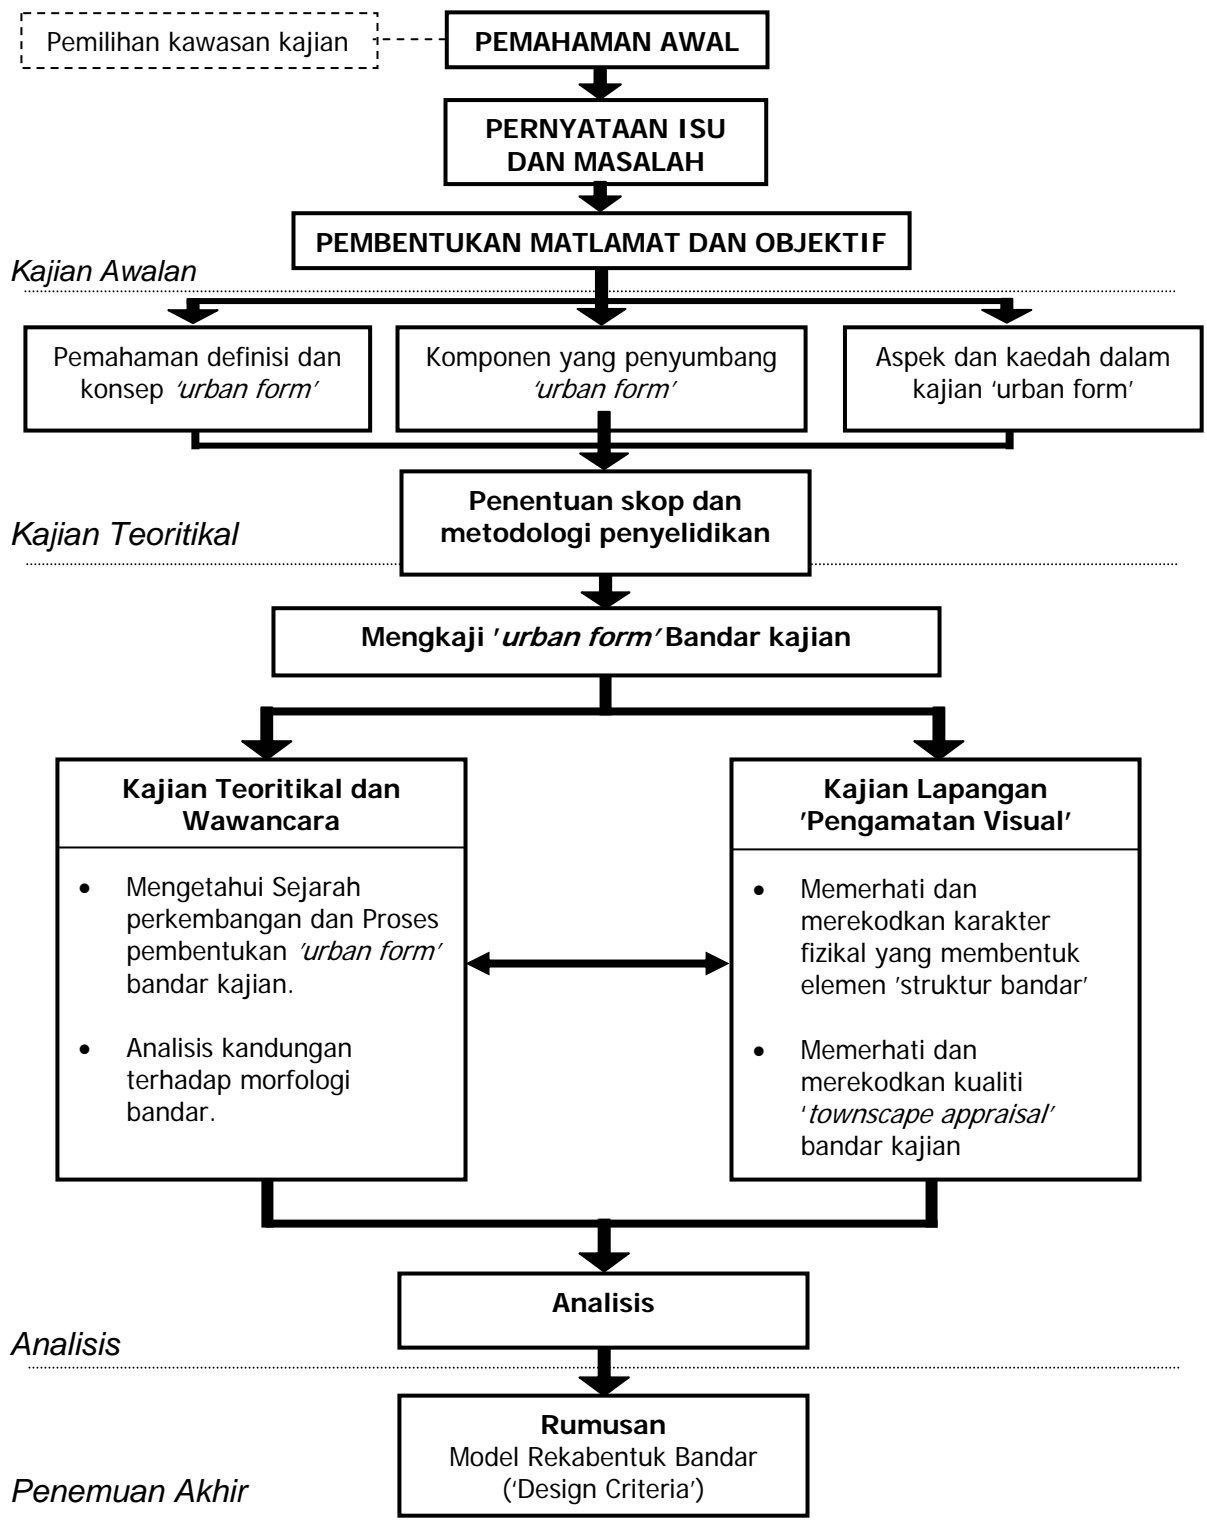 Pemilihan kawasan kajian
PEMAHAMAN AWAL
PERNYATAAN ISU
DAN MASALAH
PEMBENTUKAN MATLAMAT DAN OBJEKTIF
Kajian Awalan
Pemahaman definisi dan
konsep 'urban form'
Komponen yang penyumbang
'urban form'
Aspek dan kaedah dalam
kajian 'urban form'
Penentuan skop dan
metodologi penyelidikan
Kajian Teoritikal
Mengkaji 'urban form' Bandar kajian
Kajian Teoritikal dan
Wawancara
• Mengetahui Sejarah
perkembangan dan Proses
pembentukan 'urban form'
bandar kajian.
• Analisis kandungan
terhadap morfologi
bandar.
Kajian Lapangan
'Pengamatan Visual'
• Memerhati dan
merekodkan karakter
fizikal yang membentuk
elemen 'struktur bandar'
• Memerhati dan
merekodkan kualiti
'townscape appraisal'
bandar kajian
Analisis
Analisis
Rumusan
Model Rekabentuk Bandar
('Design Criteria')
Penemuan Akhir